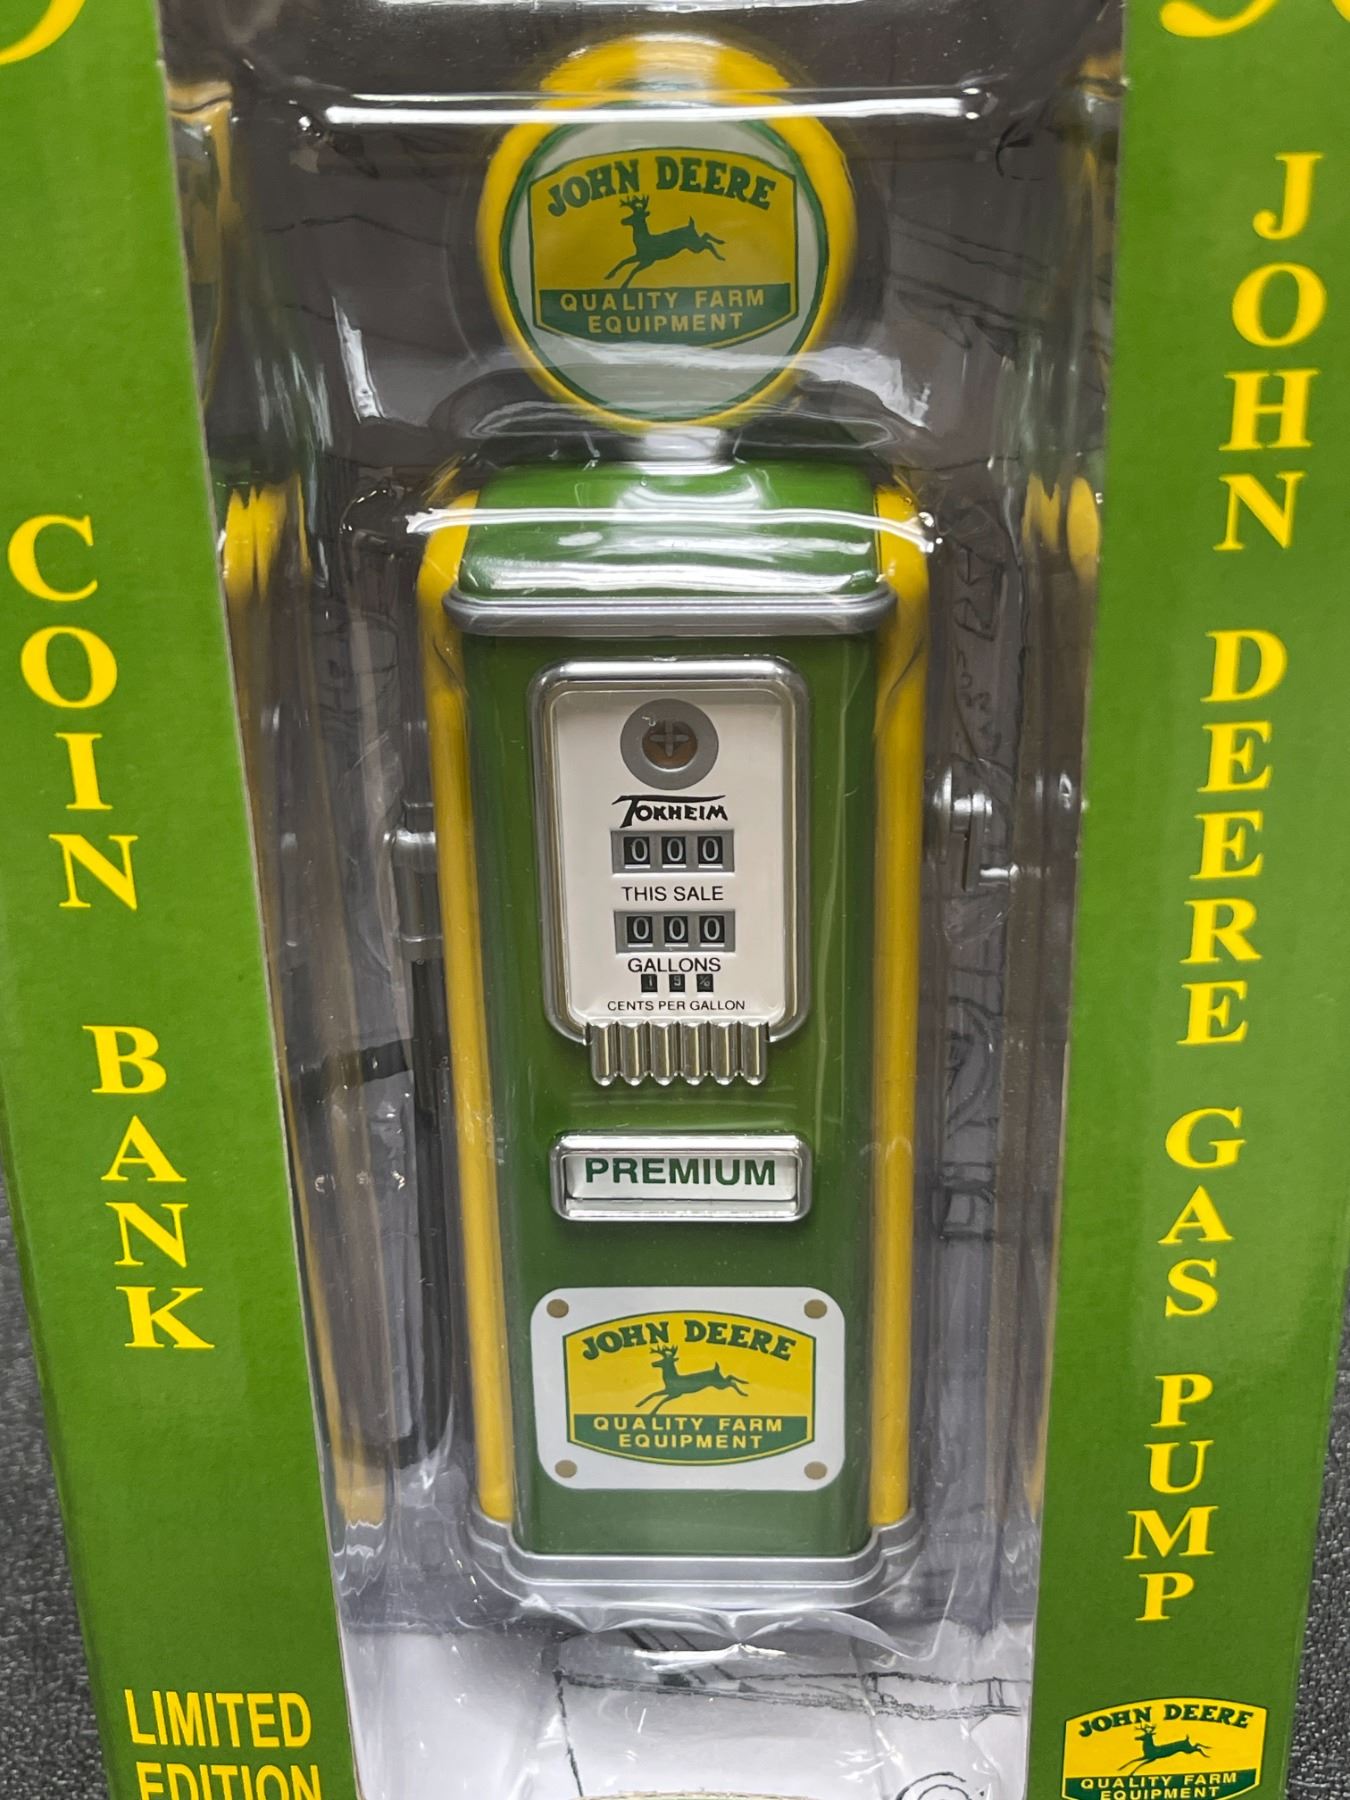 JOHN DEERE
QUALITY FARM
EQUIPMENT
TOKHEIM
000
THIS SALE
000
GALLONS
CENTS PER GALLON
PREMIUM
JOHN DEERE
QUALITY FARM
EQUIPMENT
COIN BANK
LIMITED
EDITION
JOHN DEERE GAS PUMP
JOHN DEERE
QUALITY FARM
EQUIPMENT